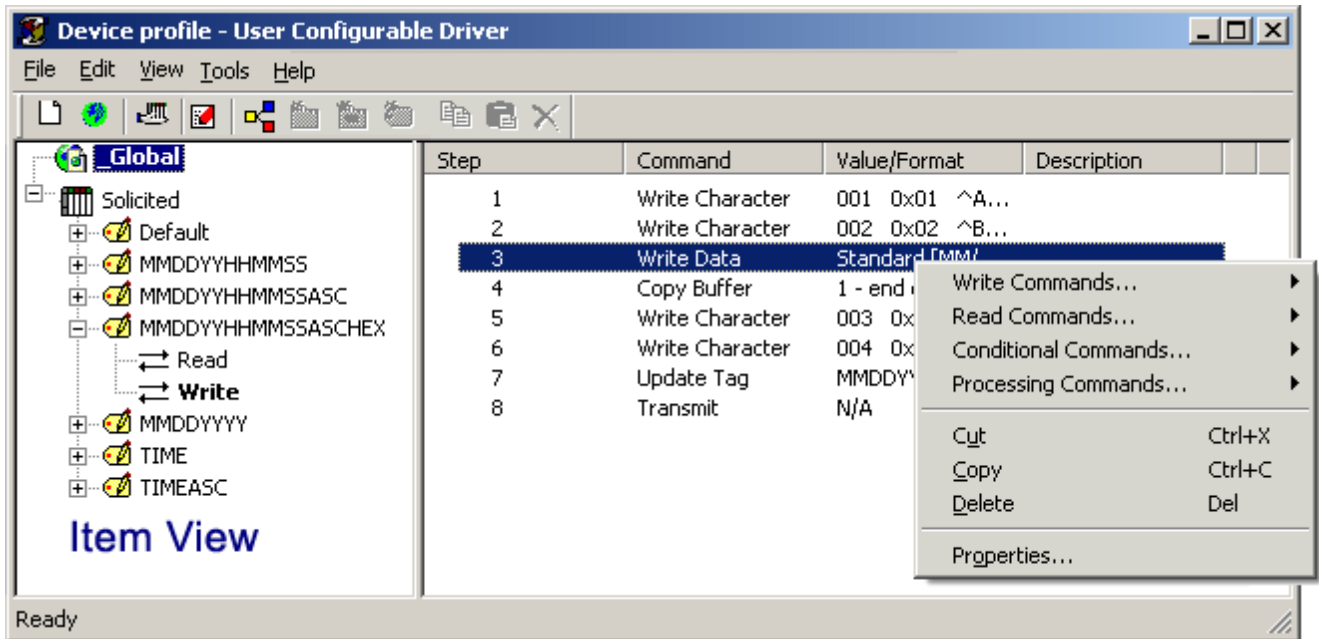 Device profile - User Configurable Driver
File Edit View Tools Help
_Global
Solicited
Default
MMDDYYHHMMSS
MMDDYYHHMMSSASC
MMDDYYHHMMSSASCHEX
Read
Write
MMDDYYYY
TIME
TIMEASC
Item View
Step Command Value/Format Description
1 Write Character 001 0x01 ^A...
2 Write Character 002 0x02 ^B...
3 Write Data Standard [MM/
4 Copy Buffer 1 - end
5 Write Character 003 0x
6 Write Character 004 0x
7 Update Tag MMDDY
8 Transmit N/A
Write Commands...
Read Commands...
Conditional Commands...
Processing Commands...
Cut Ctrl+X
Copy Ctrl+C
Delete Del
Properties...
Ready